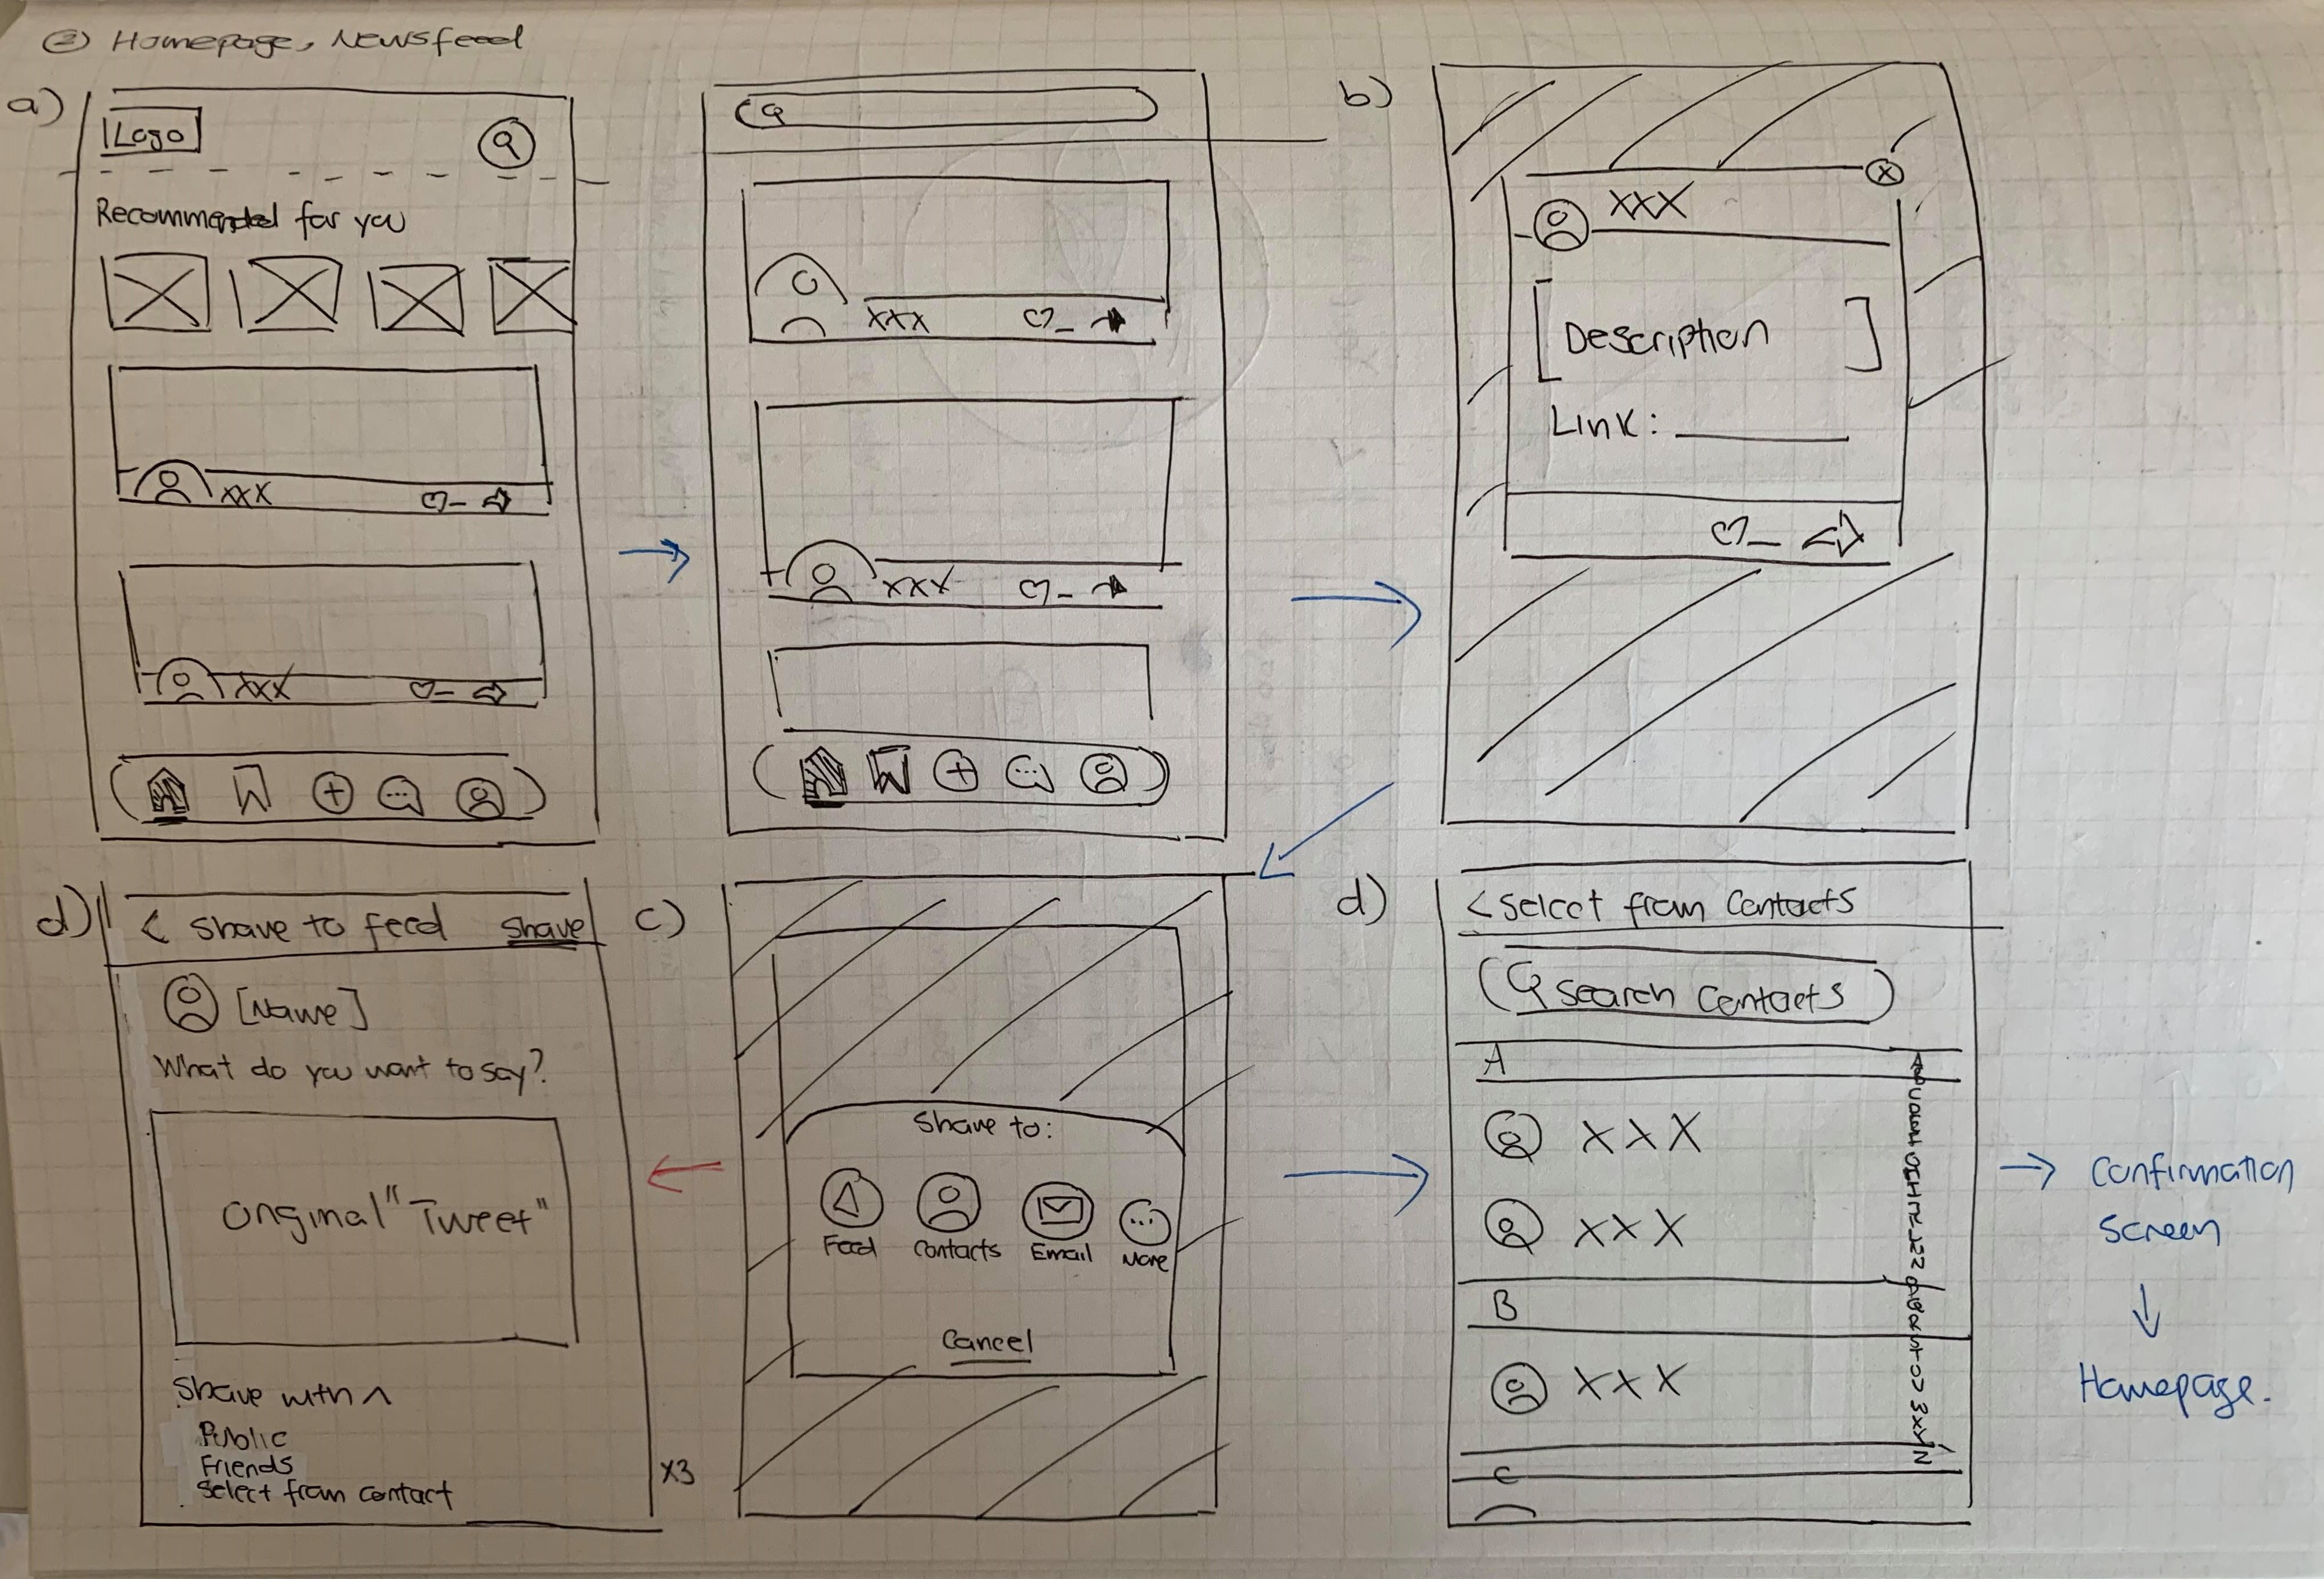 ② Homepage, Newsfeed
a)
Logo
Recommended for you
XXX
XXX
XXX
XXX
b)
X
XXX
[Description]
Link: ________
c)
Share to:
Feed
Contacts
Email
More
Cancel
d)
< Share to feed Share
[Name]
What do you want to say?
Original "Tweet"
Share with ^
Public
Friends
Select from contact
X3
d)
< Select from Contacts
Search Contacts
A
XXX
XXX
B
XXX
C
→ Confirmation
Screen
↓
Homepage.